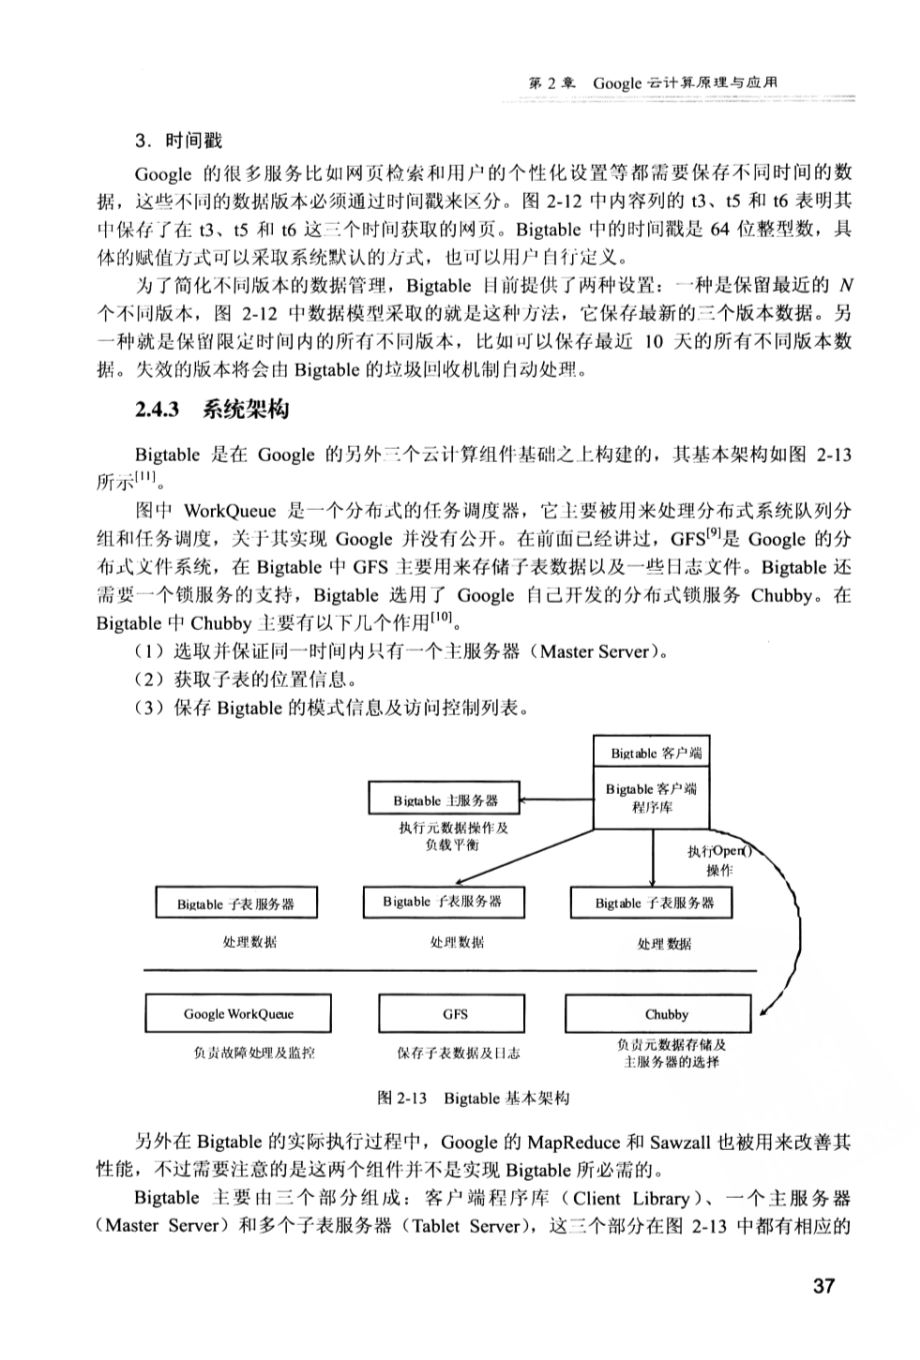 第 2 章 Google 云计算原理与应用
3．时间戳
Google 的很多服务比如网页检索和用户的个性化设置等都需要保存不同时间的数
据，这些不同的数据版本必须通过时间戳来区分。图 2-12 中内容列的 t3、t5 和 t6 表明其
中保存了在 t3、t5 和 t6 这三个时间获取的网页。Bigtable 中的时间戳是 64 位整型数，具
体的赋值方式可以采取系统默认的方式，也可以用户自行定义。
为了简化不同版本的数据管理，Bigtable 目前提供了两种设置：一种是保留最近的 N
个不同版本，图 2-12 中数据模型采取的就是这种方法，它保存最新的三个版本数据。另
一种就是保留限定时间内的所有不同版本，比如可以保存最近 10 天的所有不同版本数
据。失效的版本将会由 Bigtable 的垃圾回收机制自动处理。
2.4.3 系统架构
Bigtable 是在 Google 的另外三个云计算组件基础之上构建的，其基本架构如图 2-13
所示[11]。
图中 WorkQueue 是一个分布式的任务调度器，它主要被用来处理分布式系统队列分
组和任务调度，关于其实现 Google 并没有公开。在前面已经讲过，GFS[9]是 Google 的分
布式文件系统，在 Bigtable 中 GFS 主要用来存储子表数据以及一些日志文件。Bigtable 还
需要一个锁服务的支持，Bigtable 选用了 Google 自己开发的分布式锁服务 Chubby。在
Bigtable 中 Chubby 主要有以下几个作用[10]。
（1）选取并保证同一时间内只有一个主服务器（Master Server）。
（2）获取子表的位置信息。
（3）保存 Bigtable 的模式信息及访问控制列表。
Bigtable 客户端
Bigtable 客户端
程序库
Bigtable 主服务器
执行元数据操作及
负载平衡
执行Open()
操作
Bigtable 子表服务器
Bigtable 子表服务器
Bigtable 子表服务器
处理数据
处理数据
处理数据
Google WorkQueue
GFS
Chubby
负责故障处理及监控
保存子表数据及日志
负责元数据存储及
主服务器的选择
图 2-13 Bigtable 基本架构
另外在 Bigtable 的实际执行过程中，Google 的 MapReduce 和 Sawzall 也被用来改善其
性能，不过需要注意的是这两个组件并不是实现 Bigtable 所必需的。
Bigtable 主要由三个部分组成：客户端程序库（Client Library）、一个主服务器
（Master Server）和多个子表服务器（Tablet Server），这三个部分在图 2-13 中都有相应的
37